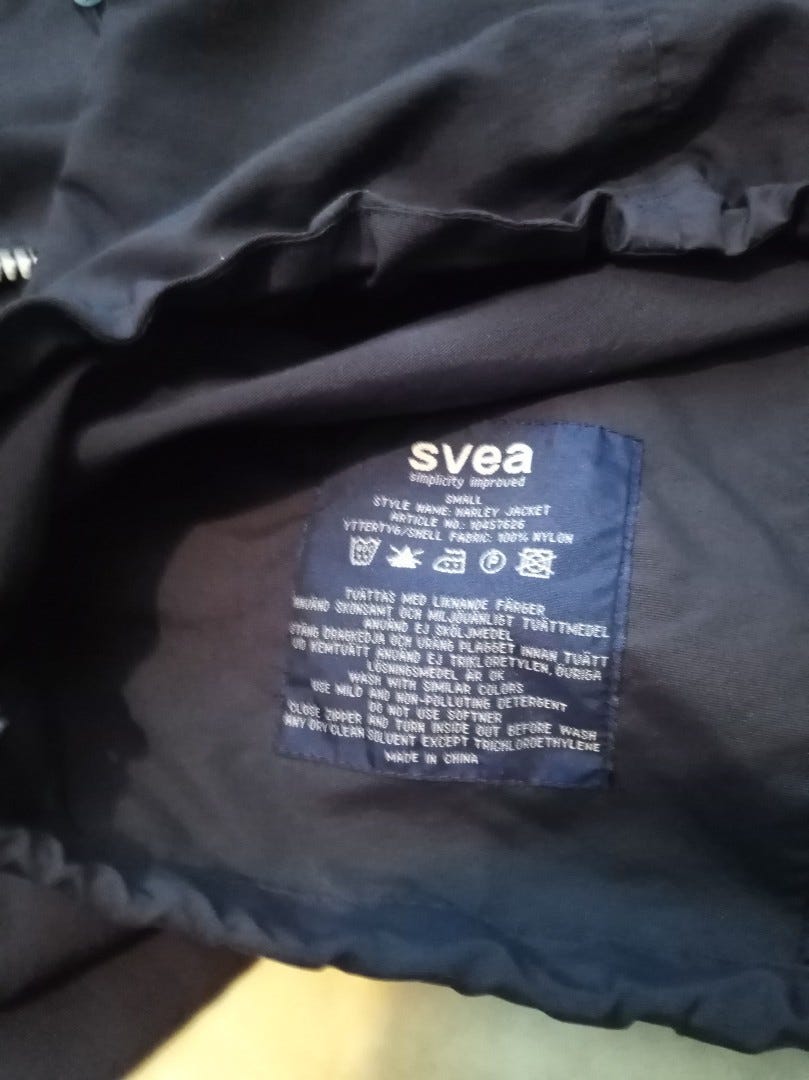 svea
simplicity improved
SMALL
STYLE NAME: HARLEY JACKET
ARTICLE NO.: 10457626
YTTERTYG/SHELL FABRIC: 100% NYLON
P
TVÄTTAS MED LIKNANDE FÄRGER
ANVÄND SKONSAMT OCH MILJÖVÄNLIGT TVÄTTMEDEL
ANVÄND EJ SKÖLJMEDEL
STÄNG DRAGKEDJA OCH VRÄNG PLAGGET INNAN TVÄTT
VID KEMTVÄTT ANVÄND EJ TRIKLORETYLEN, ÖVRIGA
LÖSNINGSMEDEL ÄR OK
WASH WITH SIMILAR COLORS
USE MILD AND NON-POLLUTING DETERGENT
DO NOT USE SOFTNER
CLOSE ZIPPER AND TURN INSIDE OUT BEFORE WASH
ANY DRY CLEAN SOLVENT EXCEPT TRICHLOROETHYLENE
MADE IN CHINA